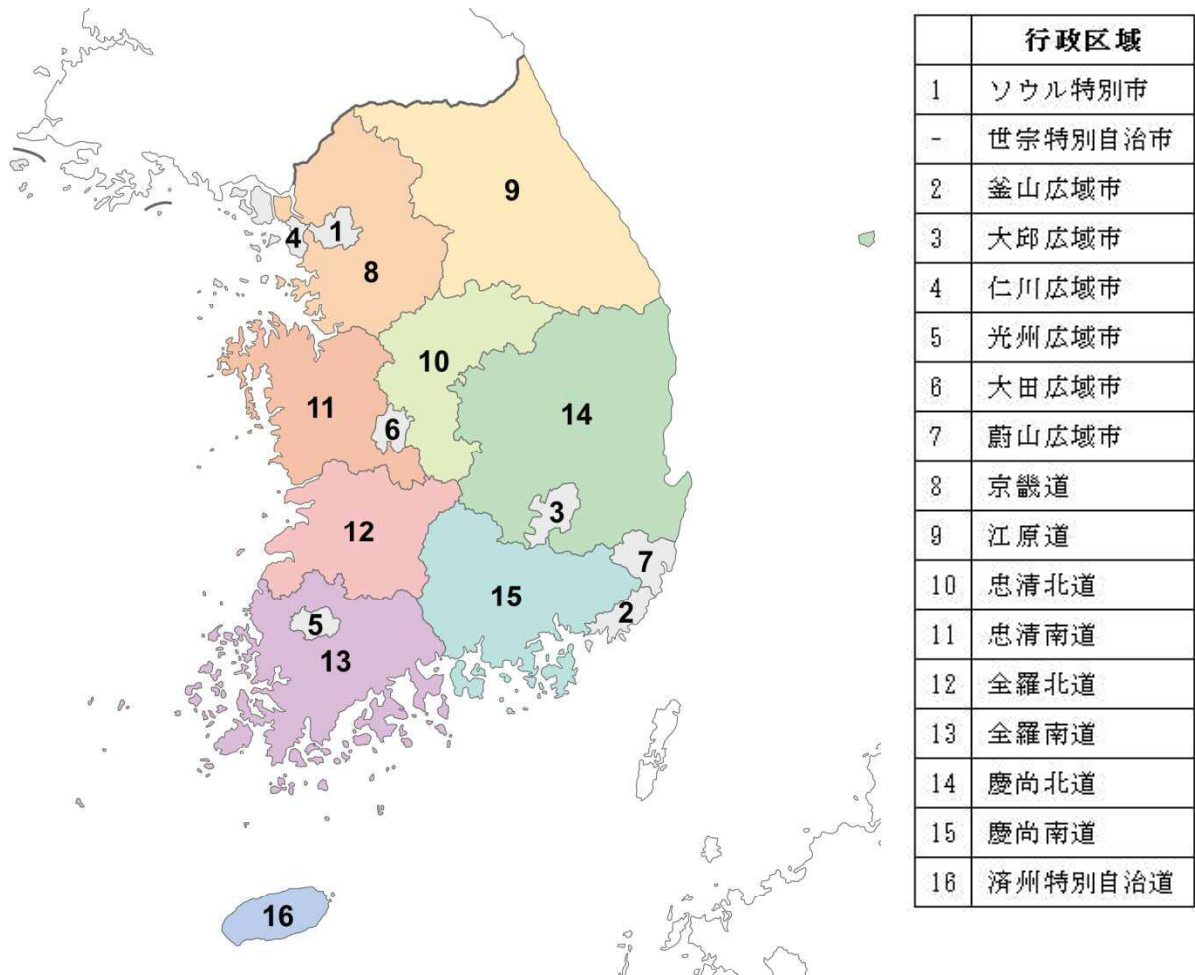 9
1
4
8
10
11
14
6
3
12
7
15
2
5
13
16
行政区域
1 ソウル特別市
- 世宗特別自治市
2 釜山広域市
3 大邱広域市
4 仁川広域市
5 光州広域市
6 大田広域市
7 蔚山広域市
8 京畿道
9 江原道
10 忠清北道
11 忠清南道
12 全羅北道
13 全羅南道
14 慶尚北道
15 慶尚南道
16 済州特別自治道